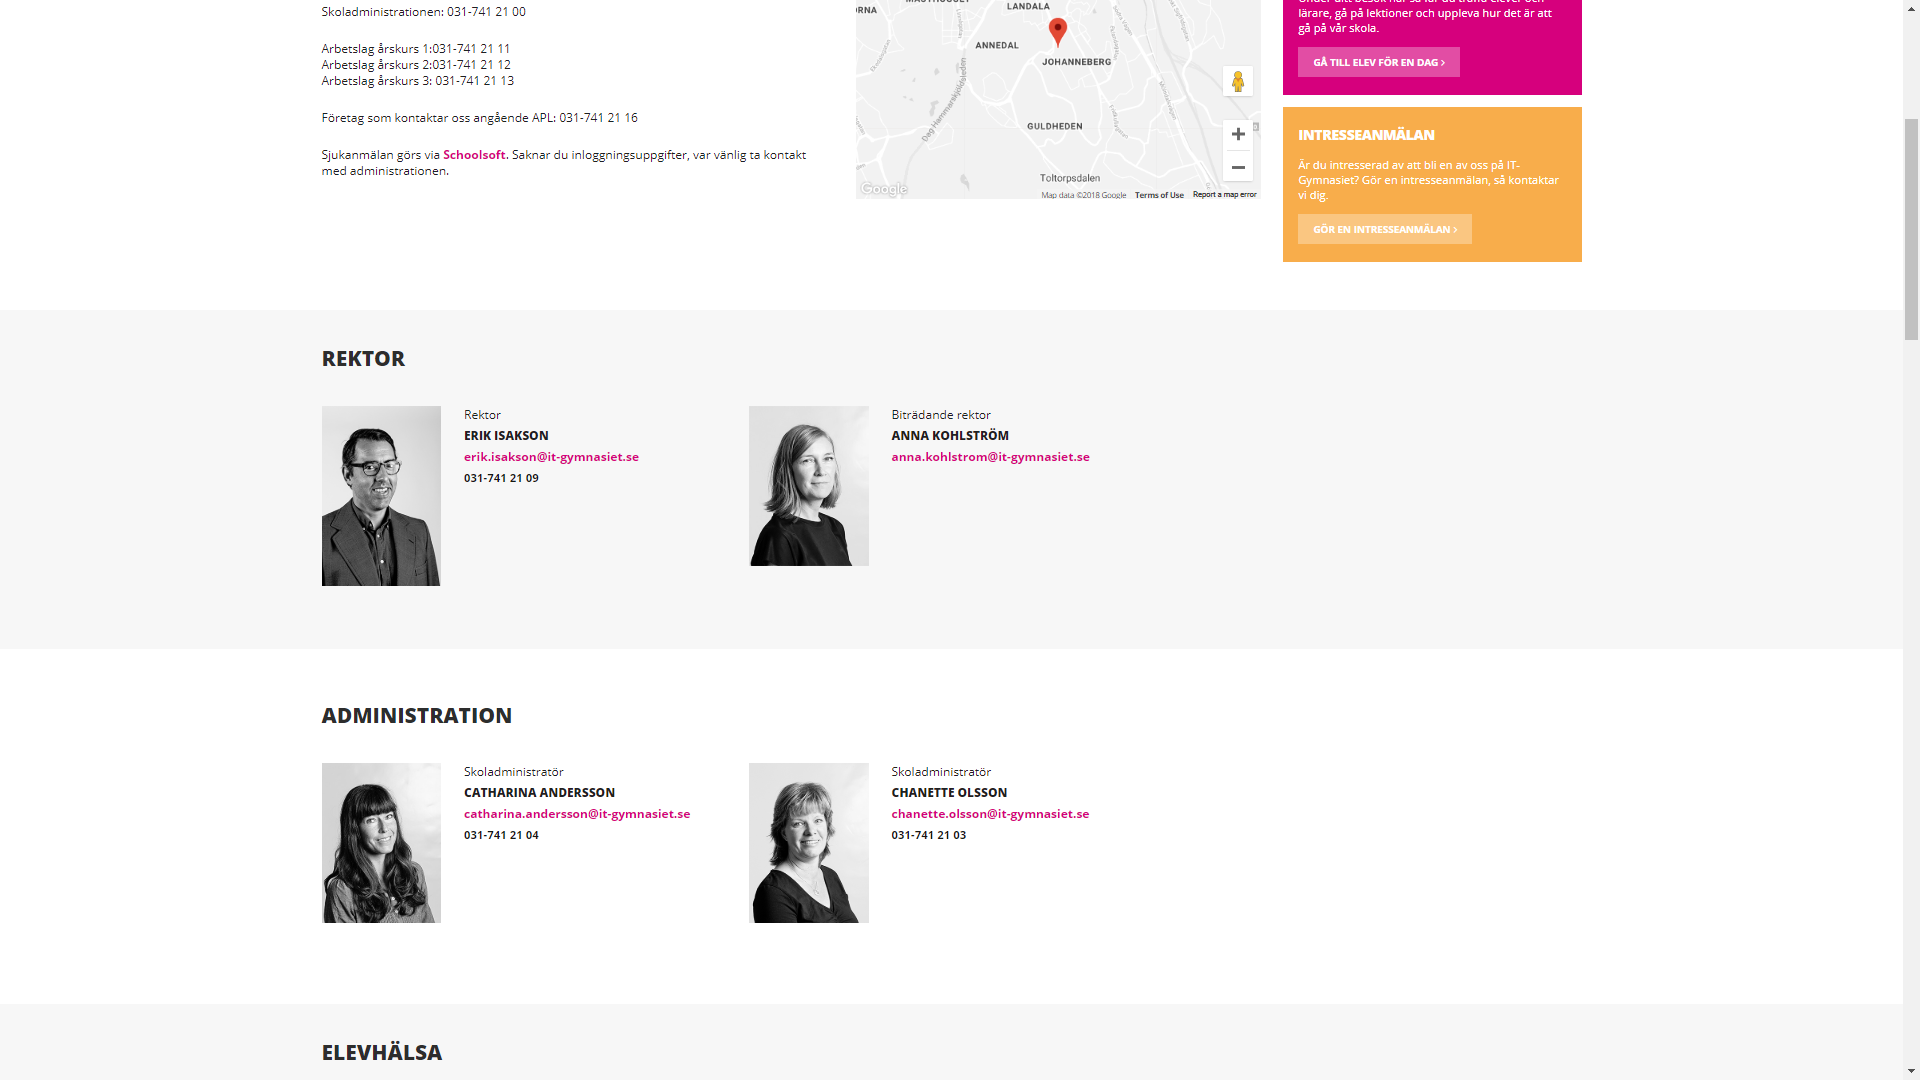 Skoladministrationen: 031-741 21 00
Arbetslag årskurs 1:031-741 21 11
Arbetslag årskurs 2:031-741 21 12
Arbetslag årskurs 3: 031-741 21 13
Företag som kontaktar oss angående APL: 031-741 21 16
Sjukanmälan görs via Schoolsoft. Saknar du inloggningsuppgifter, var vänlig ta kontakt
med administrationen.
LANDALA
ANNEDAL
JOHANNEBERG
Dag Hammarskjöldsleden
GULDHEDEN
Toltorpsdalen
Google
Map data ©2018 Google Terms of Use Report a map error
lärare, gå på lektioner och uppleva hur det är att
gå på vår skola.
GÅ TILL ELEV FÖR EN DAG ›
INTRESSEANMÄLAN
Är du intresserad av att bli en av oss på IT-
Gymnasiet? Gör en intresseanmälan, så kontaktar
vi dig.
GÖR EN INTRESSEANMÄLAN ›
REKTOR
Rektor
ERIK ISAKSON
erik.isakson@it-gymnasiet.se
031-741 21 09
Biträdande rektor
ANNA KOHLSTRÖM
anna.kohlstrom@it-gymnasiet.se
ADMINISTRATION
Skoladministratör
CATHARINA ANDERSSON
catharina.andersson@it-gymnasiet.se
031-741 21 04
Skoladministratör
CHANETTE OLSSON
chanette.olsson@it-gymnasiet.se
031-741 21 03
ELEVHÄLSA